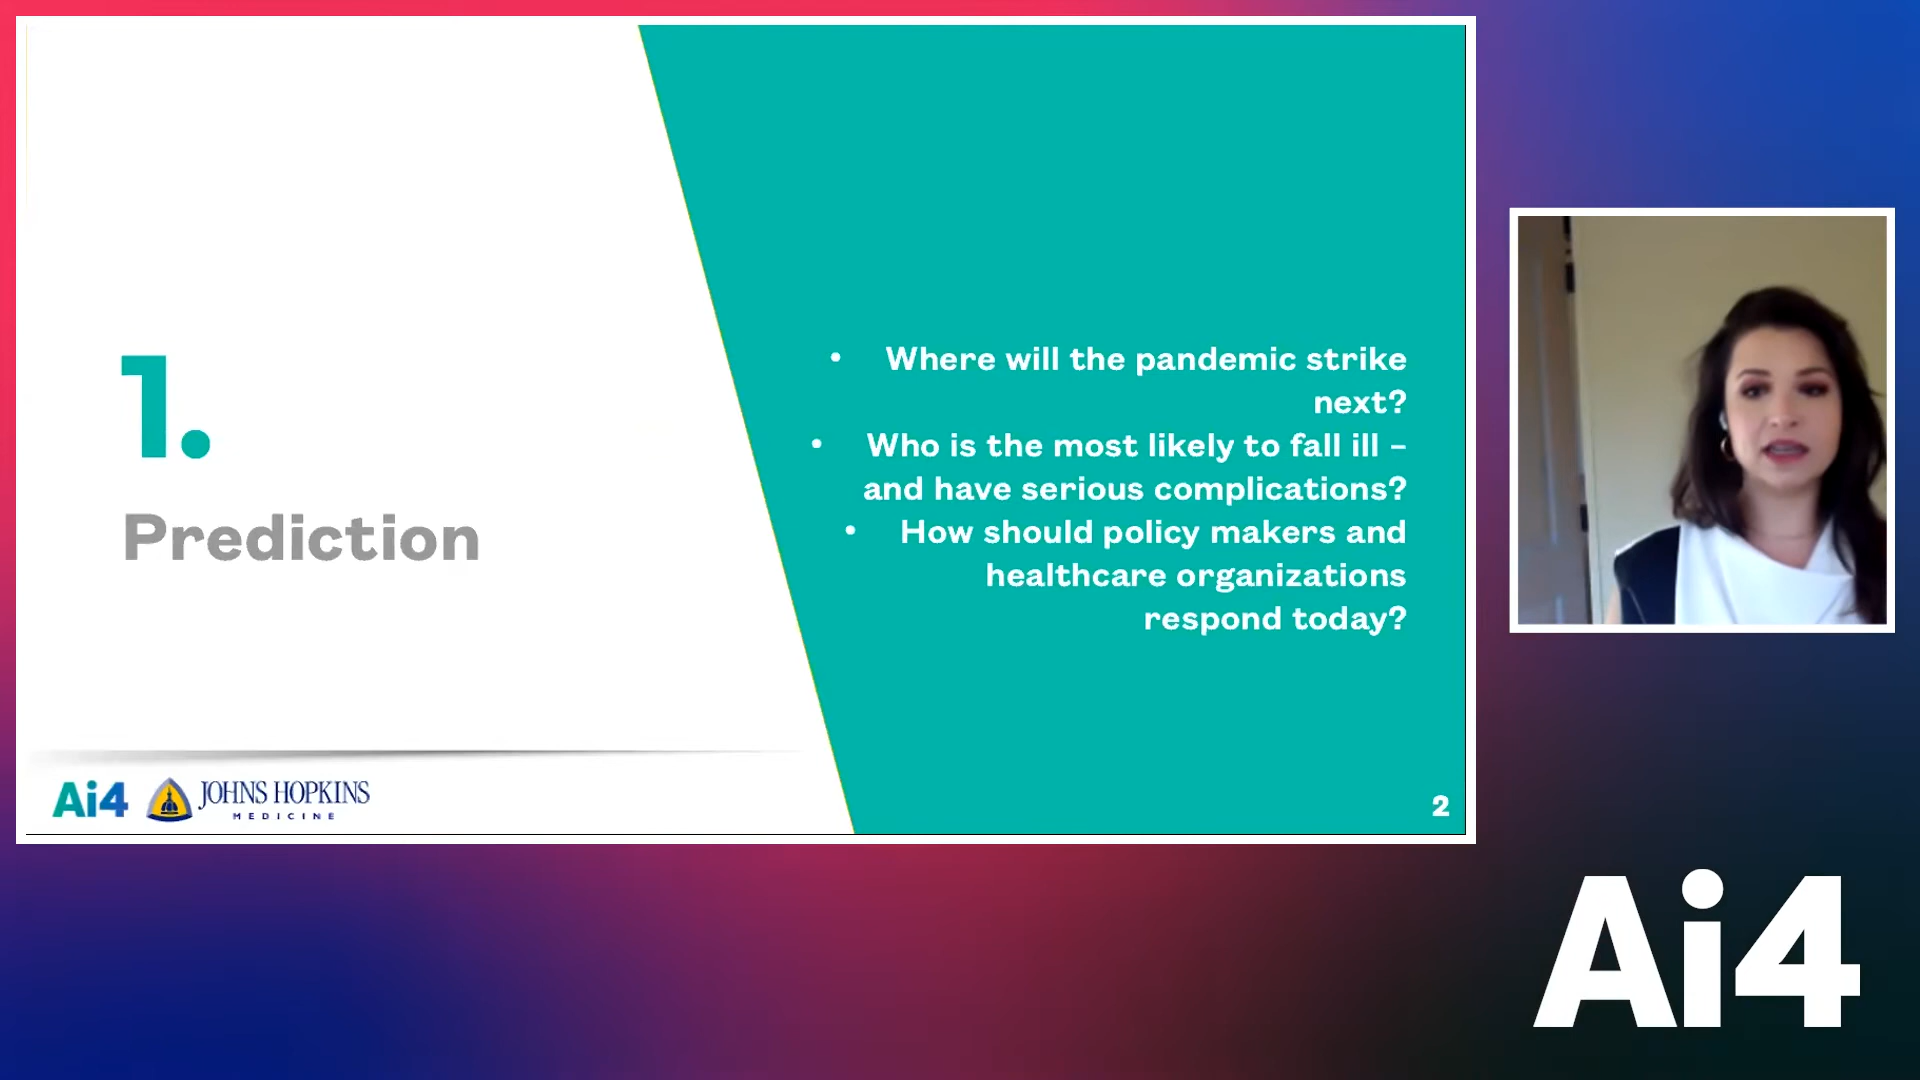 1.
Prediction
• Where will the pandemic strike
next?
• Who is the most likely to fall ill –
and have serious complications?
• How should policy makers and
healthcare organizations
respond today?
Ai4 JOHNS HOPKINS
MEDICINE
2
Ai4